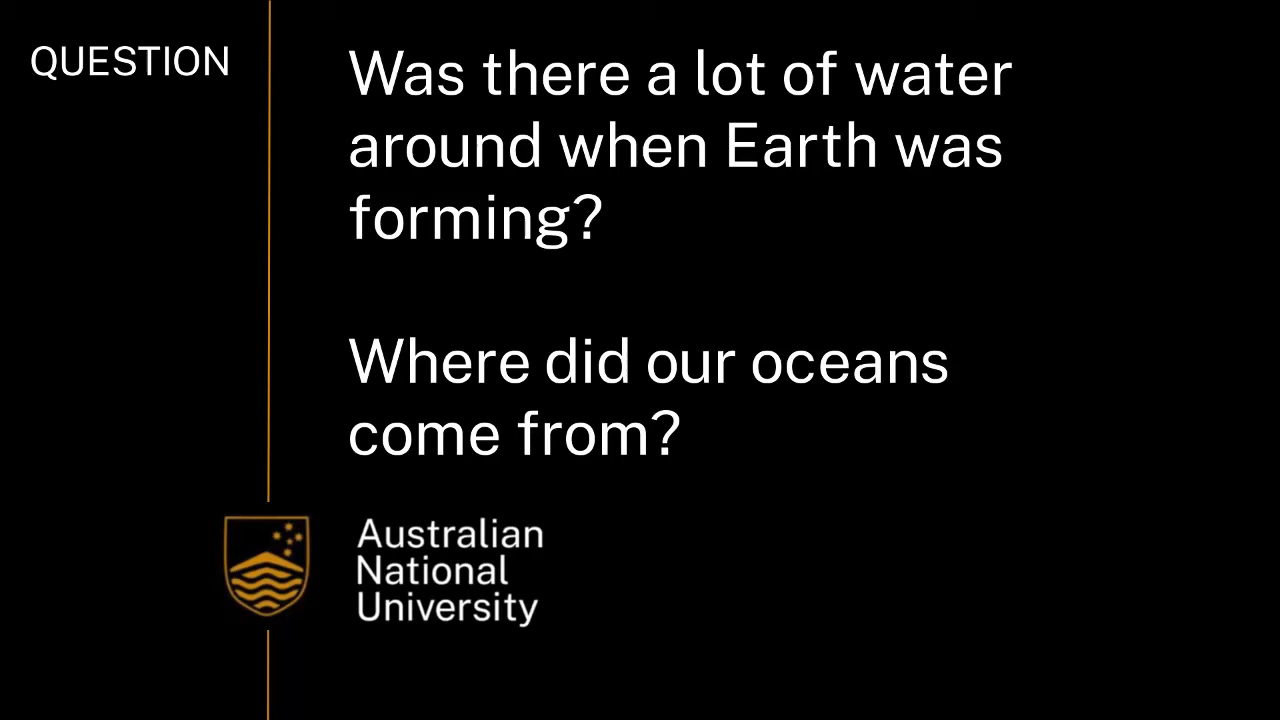 QUESTION
Was there a lot of water
around when Earth was
forming?
Where did our oceans
come from?
Australian
National
University